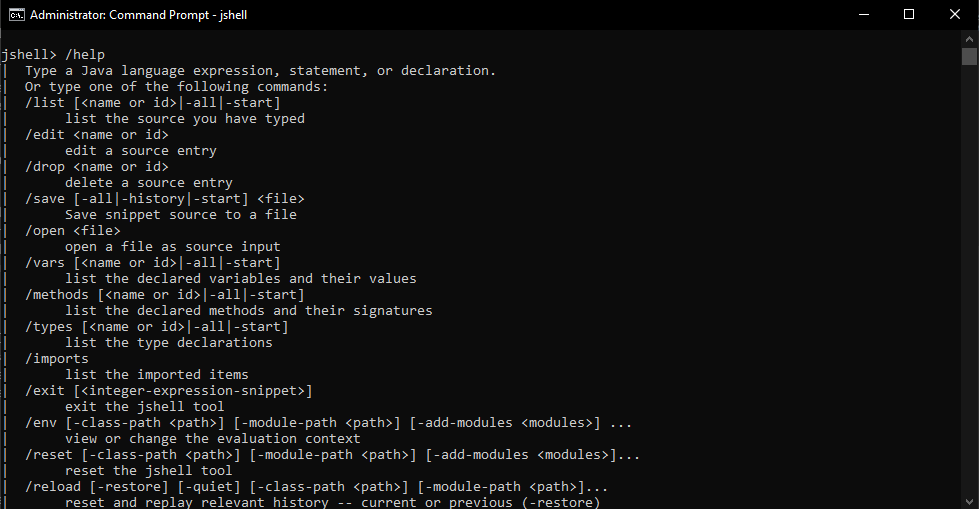 Administrator: Command Prompt - jshell
jshell> /help
|  Type a Java language expression, statement, or declaration.
|  Or type one of the following commands:
|  /list [<name or id>|-all|-start]
|       list the source you have typed
|  /edit <name or id>
|       edit a source entry
|  /drop <name or id>
|       delete a source entry
|  /save [-all|-history|-start] <file>
|       Save snippet source to a file
|  /open <file>
|       open a file as source input
|  /vars [<name or id>|-all|-start]
|       list the declared variables and their values
|  /methods [<name or id>|-all|-start]
|       list the declared methods and their signatures
|  /types [<name or id>|-all|-start]
|       list the type declarations
|  /imports
|       list the imported items
|  /exit [<integer-expression-snippet>]
|       exit the jshell tool
|  /env [-class-path <path>] [-module-path <path>] [-add-modules <modules>] ...
|       view or change the evaluation context
|  /reset [-class-path <path>] [-module-path <path>] [-add-modules <modules>]...
|       reset the jshell tool
|  /reload [-restore] [-quiet] [-class-path <path>] [-module-path <path>]...
|       reset and replay relevant history -- current or previous (-restore)